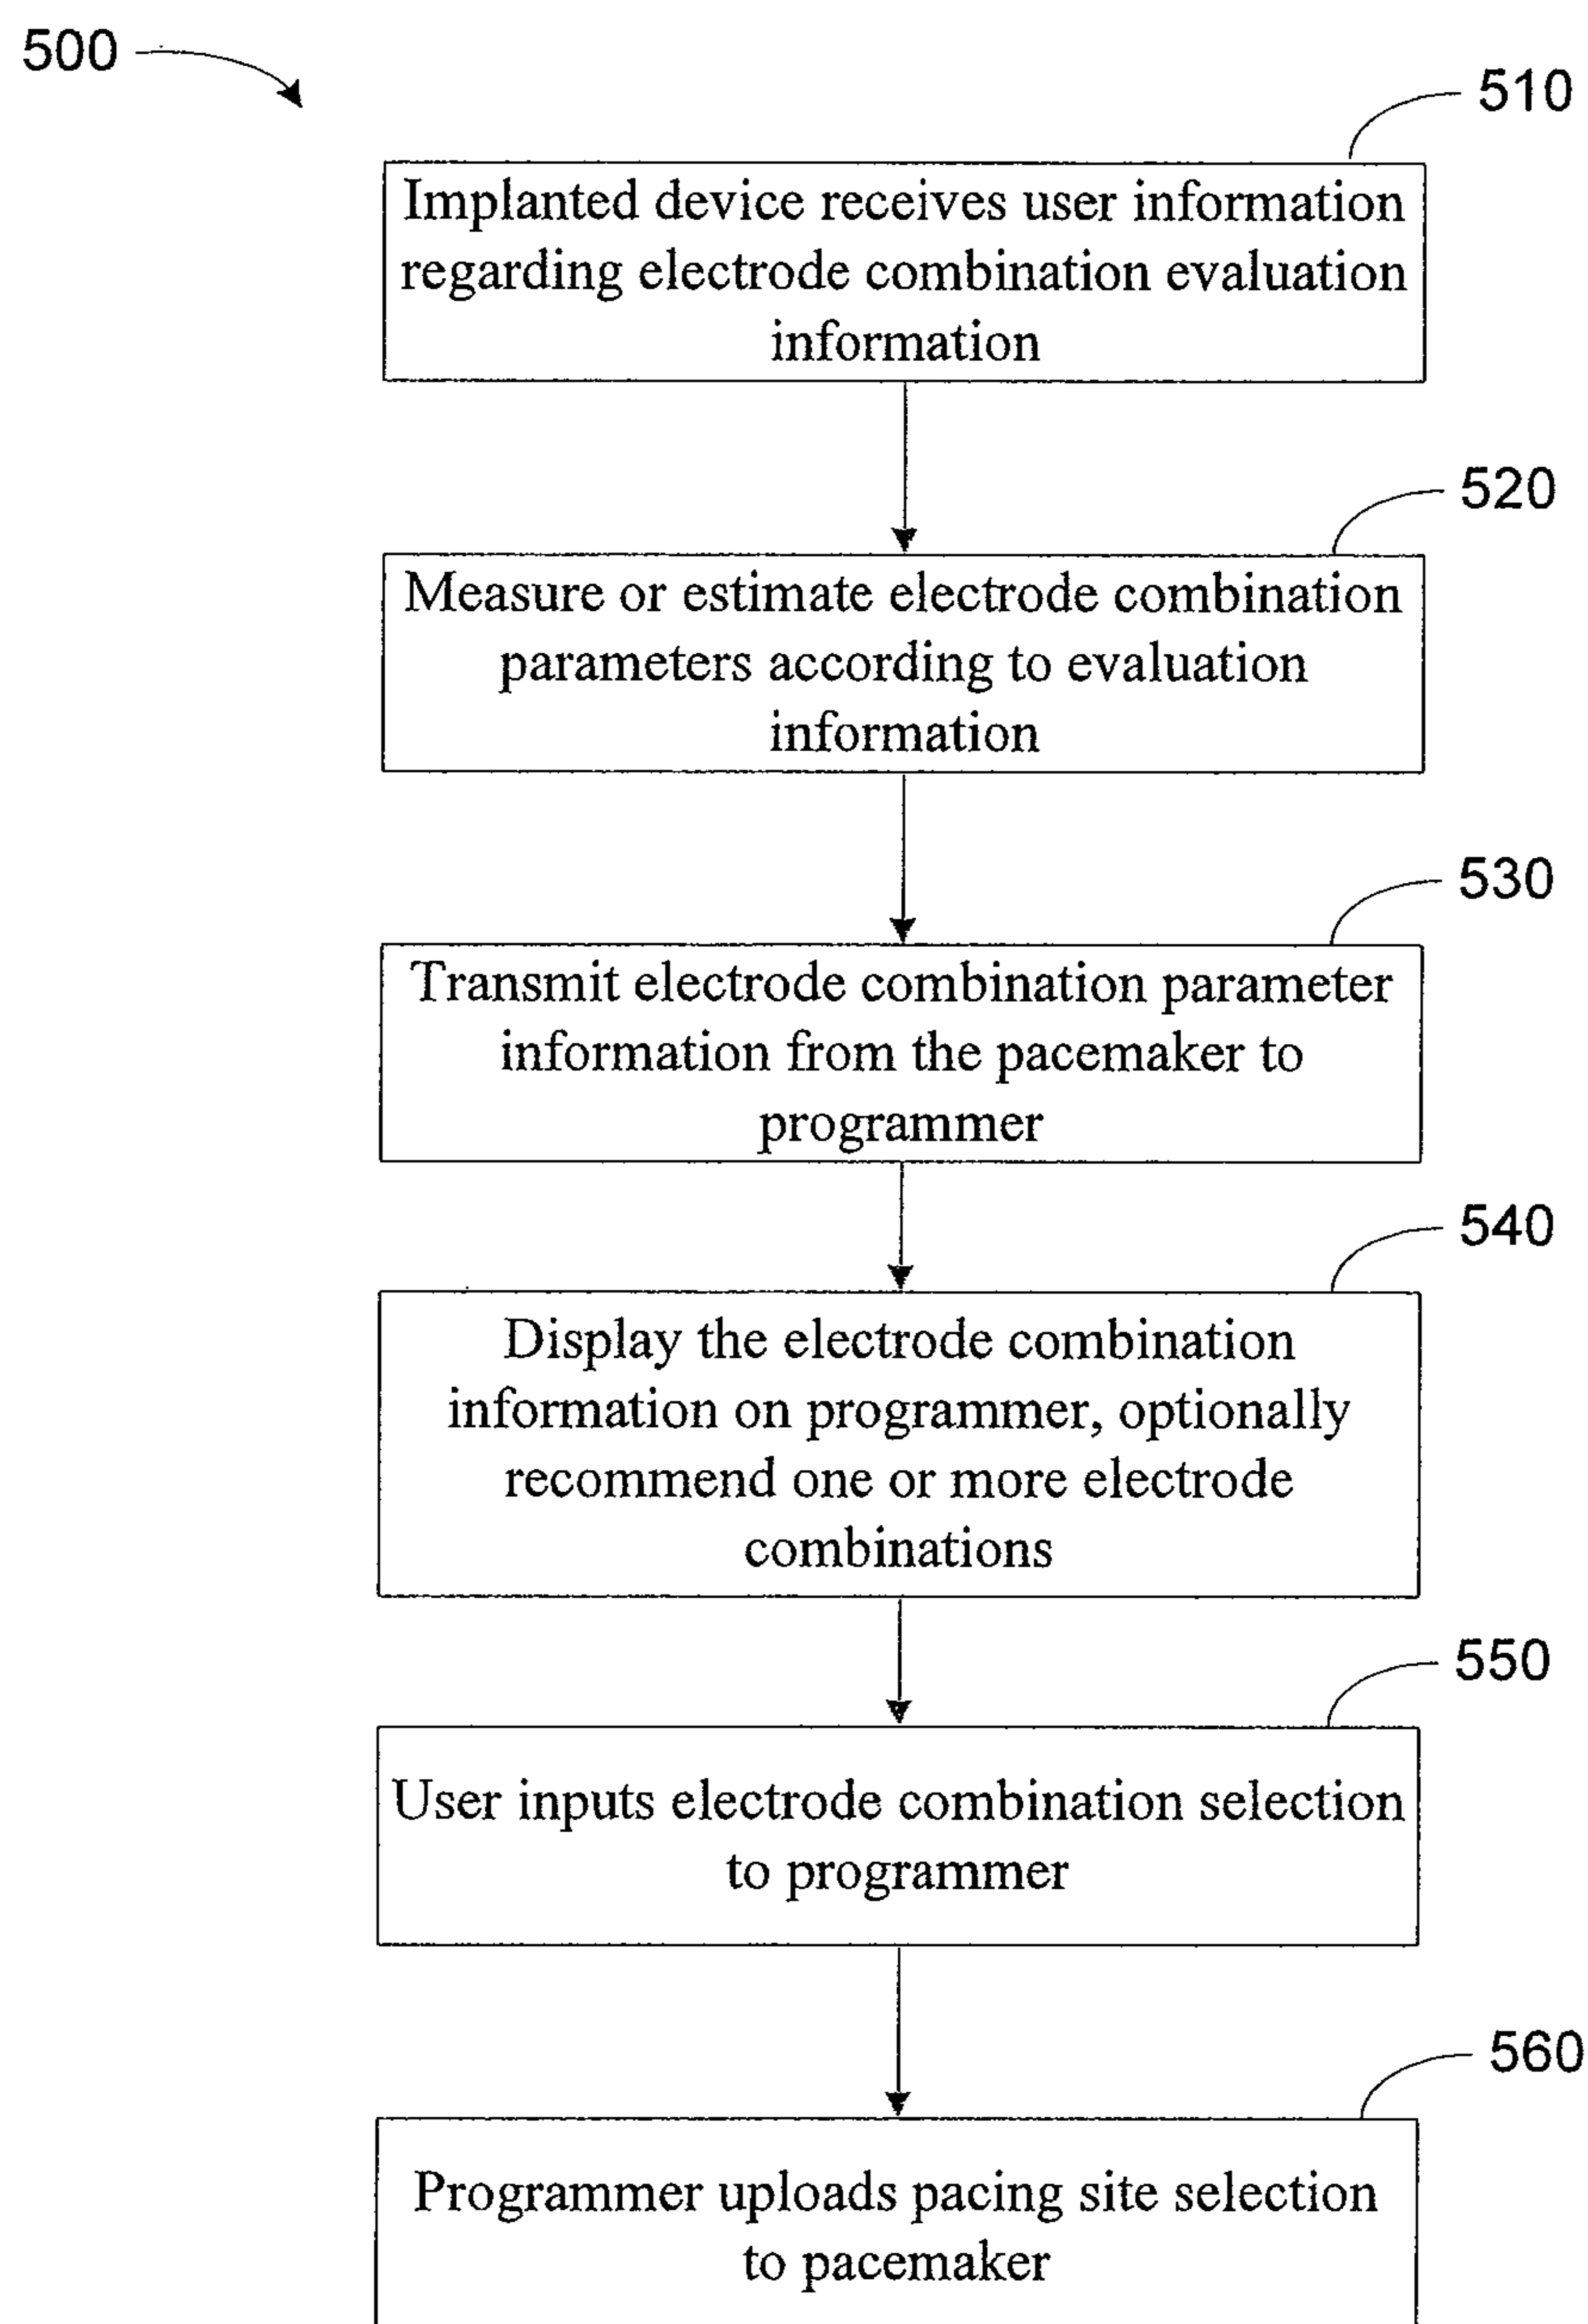 500
510
Implanted device receives user information
regarding electrode combination evaluation
information
520
Measure or estimate electrode combination
parameters according to evaluation
information
530
Transmit electrode combination parameter
information from the pacemaker to
programmer
540
Display the electrode combination
information on programmer, optionally
recommend one or more electrode
combinations
550
User inputs electrode combination selection
to programmer
560
Programmer uploads pacing site selection
to pacemaker